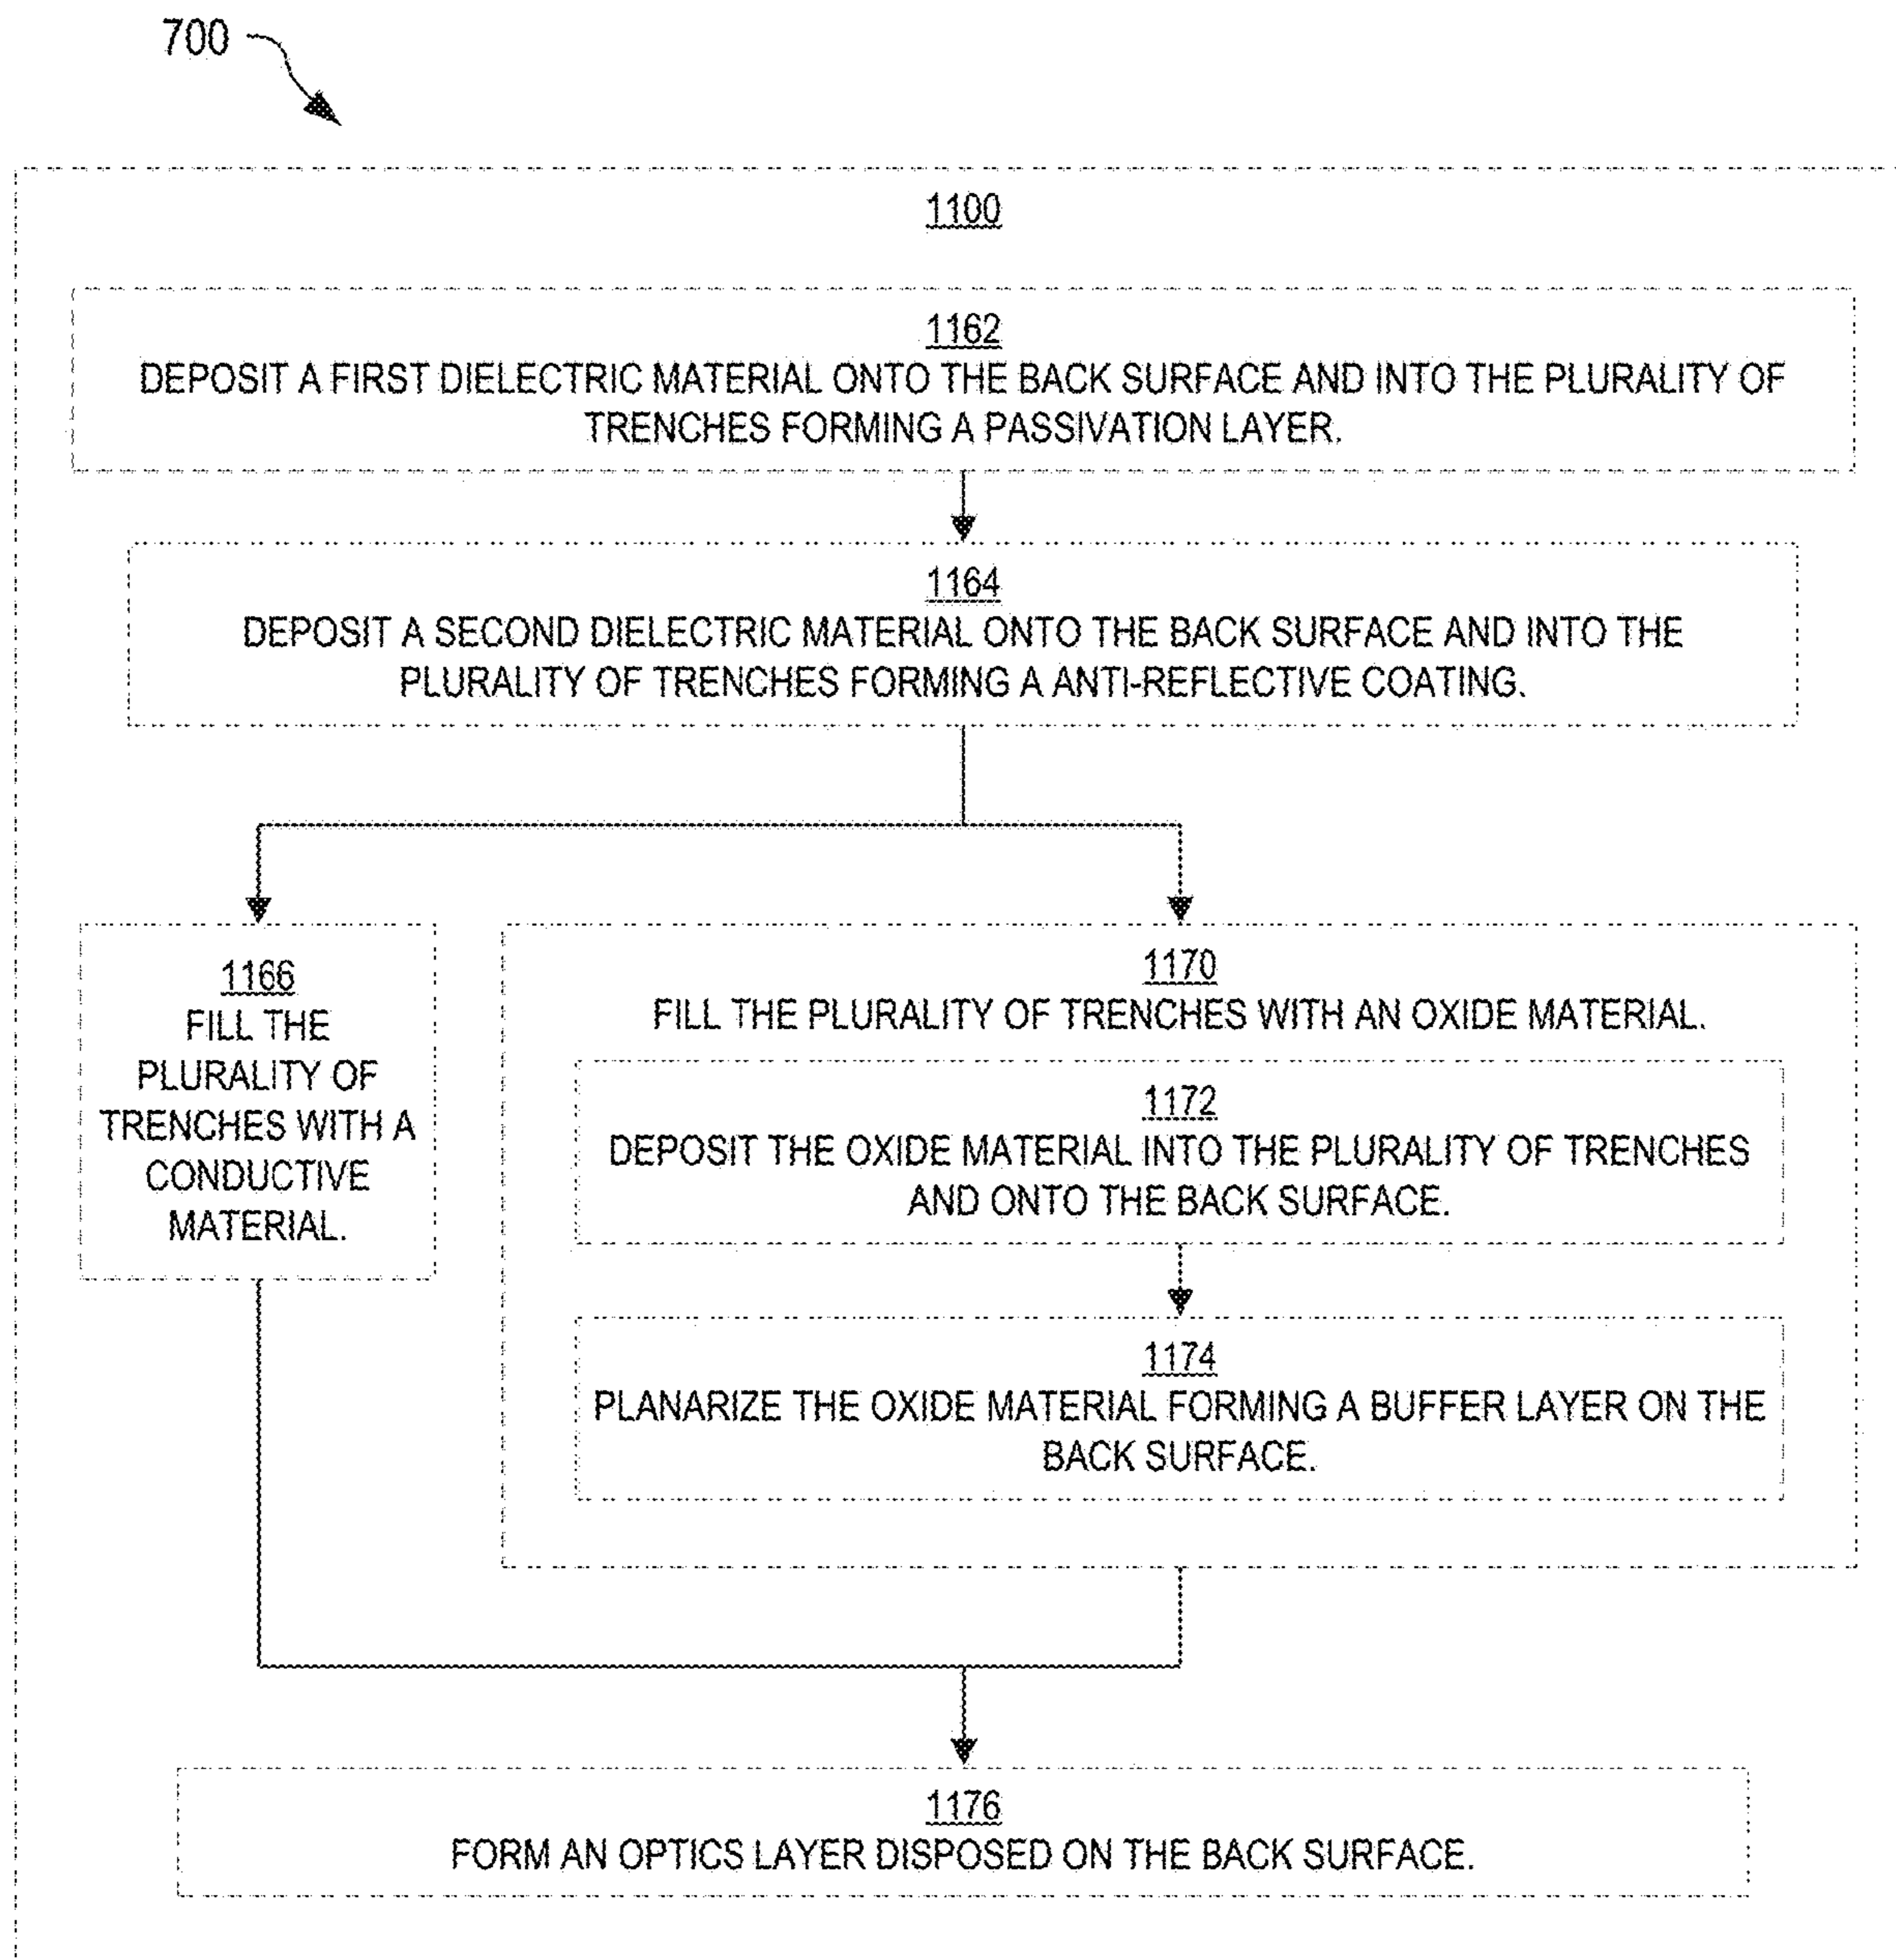 700
1100
1162
DEPOSIT A FIRST DIELECTRIC MATERIAL ONTO THE BACK SURFACE AND INTO THE PLURALITY OF
TRENCHES FORMING A PASSIVATION LAYER.
1164
DEPOSIT A SECOND DIELECTRIC MATERIAL ONTO THE BACK SURFACE AND INTO THE
PLURALITY OF TRENCHES FORMING A ANTI-REFLECTIVE COATING.
1166
FILL THE
PLURALITY OF
TRENCHES WITH A
CONDUCTIVE
MATERIAL.
1170
FILL THE PLURALITY OF TRENCHES WITH AN OXIDE MATERIAL.
1172
DEPOSIT THE OXIDE MATERIAL INTO THE PLURALITY OF TRENCHES
AND ONTO THE BACK SURFACE.
1174
PLANARIZE THE OXIDE MATERIAL FORMING A BUFFER LAYER ON THE
BACK SURFACE.
1176
FORM AN OPTICS LAYER DISPOSED ON THE BACK SURFACE.